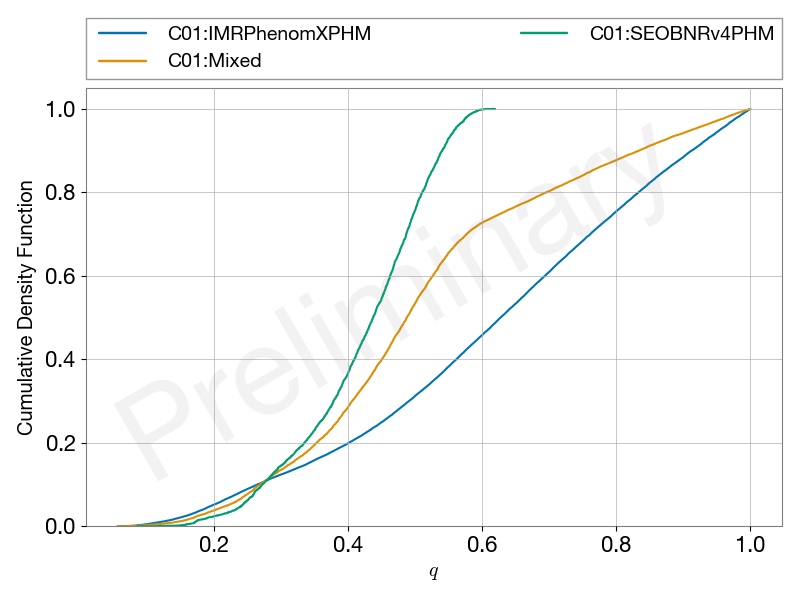 C01:IMRPhenomXPHM
C01:Mixed
C01:SEOBNRv4PHM
Cumulative Density Function
1.0
0.8
0.6
0.4
0.2
0.0
Preliminary
0.2 0.4 0.6 0.8 1.0
q